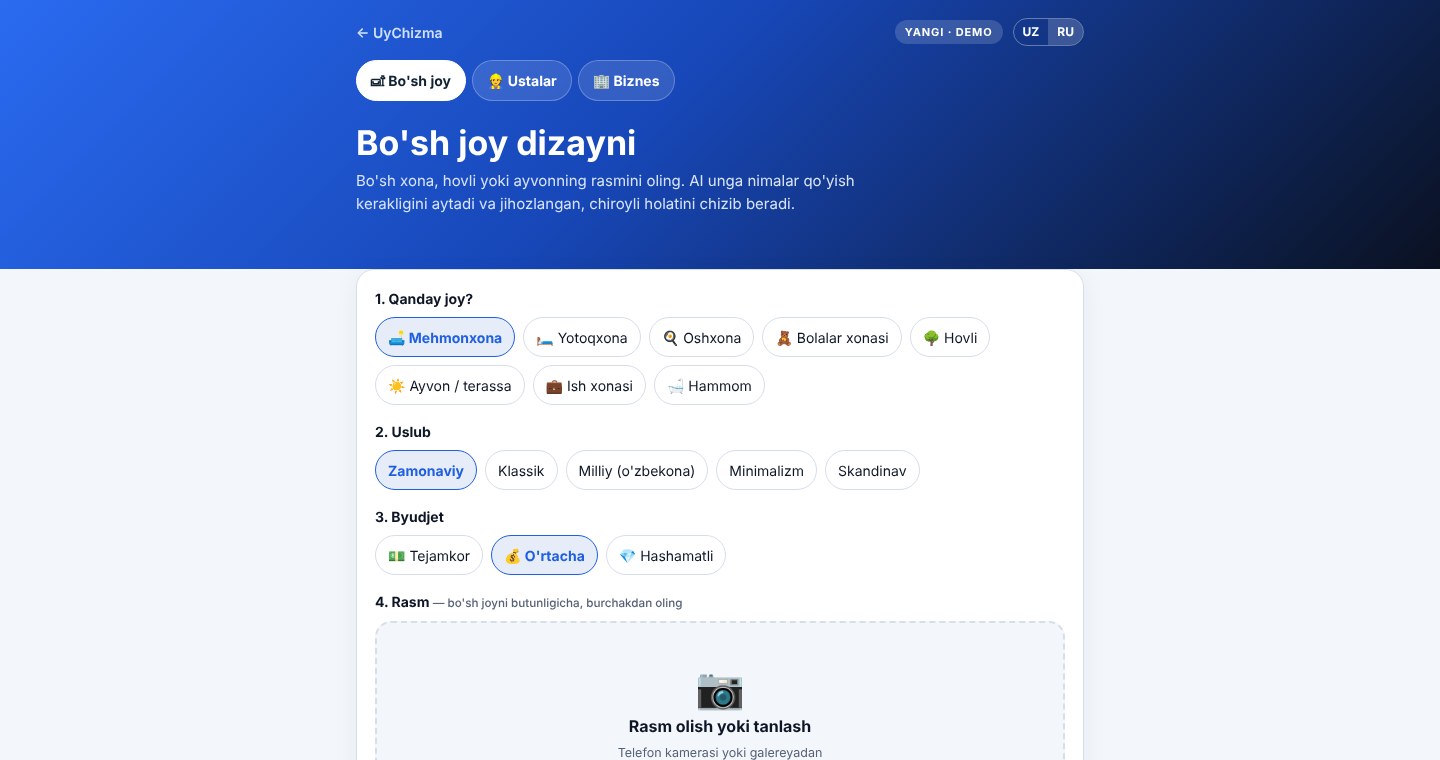 ← UyChizma
YANGI · DEMO
UZ RU
🛋 Bo'sh joy 👷 Ustalar 🏢 Biznes
Bo'sh joy dizayni
Bo'sh xona, hovli yoki ayvonning rasmini oling. AI unga nimalar qo'yish
kerakligini aytadi va jihozlangan, chiroyli holatini chizib beradi.
1. Qanday joy?
🛋️ Mehmonxona 🛏️ Yotoqxona 🍳 Oshxona 🧸 Bolalar xonasi 🌳 Hovli
☀️ Ayvon / terassa 💼 Ish xonasi 🛁 Hammom
2. Uslub
Zamonaviy Klassik Milliy (o'zbekona) Minimalizm Skandinav
3. Byudjet
💵 Tejamkor 💰 O'rtacha 💎 Hashamatli
4. Rasm — bo'sh joyni butunligicha, burchakdan oling
Rasm olish yoki tanlash
Telefon kamerasi yoki galereyadan